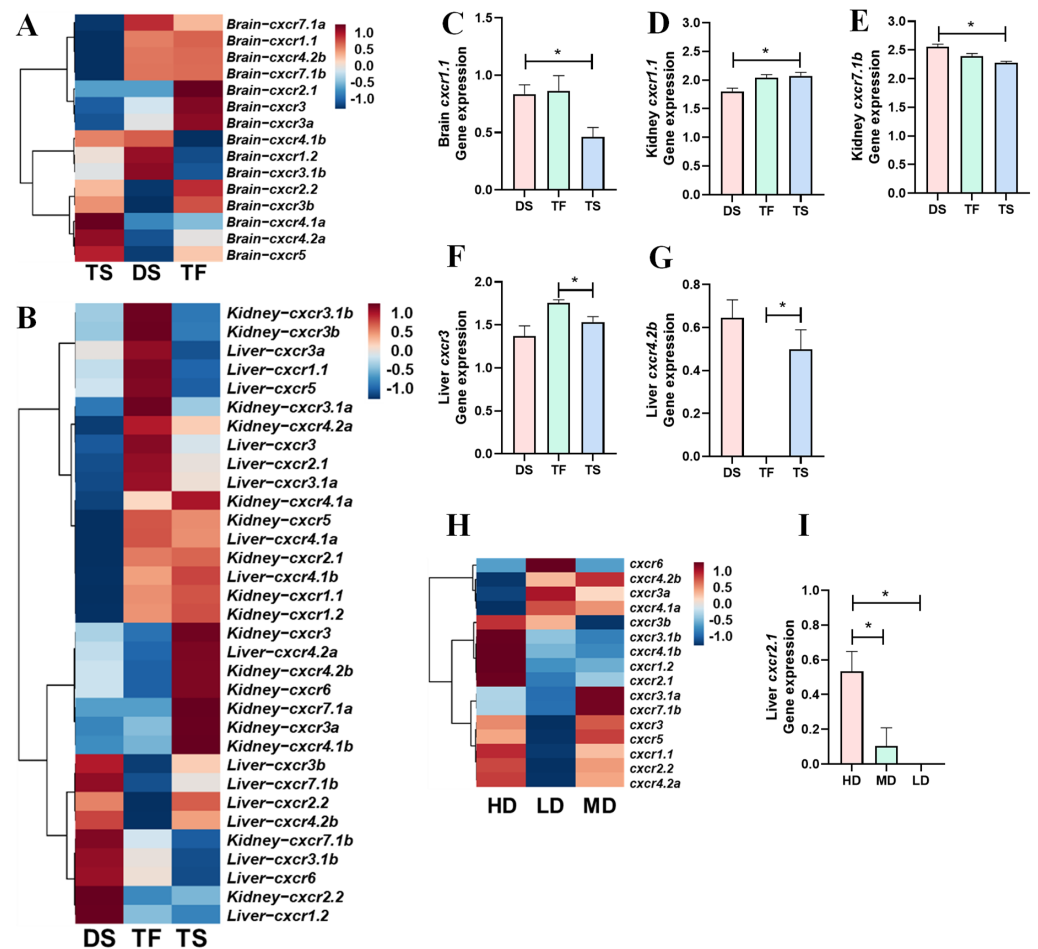 A
Brain−cxcr7.1a
Brain−cxcr1.1
Brain−cxcr4.2b
Brain−cxcr7.1b
Brain−cxcr2.1
Brain−cxcr3
Brain−cxcr3a
Brain−cxcr4.1b
Brain−cxcr1.2
Brain−cxcr3.1b
Brain−cxcr2.2
Brain−cxcr3b
Brain−cxcr4.1a
Brain−cxcr4.2a
Brain−cxcr5
TS DS TF
1.0
0.5
0.0
-0.5
-1.0
C
Brain cxcr1.1
Gene expression
1.5
1.0
0.5
0.0
*
DS TF TS
D
Kidney cxcr1.1
Gene expression
3.0
2.5
2.0
1.5
1.0
0.5
0.0
*
DS TF TS
E
Kidney cxcr7.1b
Gene expression
3.0
2.5
2.0
1.5
1.0
0.5
0.0
*
DS TF TS
B
Kidney−cxcr3.1b
Kidney−cxcr3b
Liver−cxcr3a
Liver−cxcr1.1
Liver−cxcr5
Kidney−cxcr3.1a
Kidney−cxcr4.2a
Liver−cxcr3
Liver−cxcr2.1
Liver−cxcr3.1a
Kidney−cxcr4.1a
Kidney−cxcr5
Liver−cxcr4.1a
Kidney−cxcr2.1
Liver−cxcr4.1b
Kidney−cxcr1.1
Kidney−cxcr1.2
Kidney−cxcr3
Liver−cxcr4.2a
Kidney−cxcr4.2b
Kidney−cxcr6
Kidney−cxcr7.1a
Kidney−cxcr3a
Kidney−cxcr4.1b
Liver−cxcr3b
Liver−cxcr7.1b
Liver−cxcr2.2
Liver−cxcr4.2b
Kidney−cxcr7.1b
Liver−cxcr3.1b
Liver−cxcr6
Kidney−cxcr2.2
Liver−cxcr1.2
DS TF TS
1.0
0.5
0.0
-0.5
-1.0
F
Liver cxcr3
Gene expression
2.0
1.5
1.0
0.5
0.0
*
DS TF TS
G
Liver cxcr4.2b
Gene expression
0.8
0.6
0.4
0.2
0.0
*
DS TF TS
H
cxcr6
cxcr4.2b
cxcr3a
cxcr4.1a
cxcr3b
cxcr3.1b
cxcr4.1b
cxcr1.2
cxcr2.1
cxcr3.1a
cxcr7.1b
cxcr3
cxcr5
cxcr1.1
cxcr2.2
cxcr4.2a
HD LD MD
1.0
0.5
0.0
-0.5
-1.0
I
Liver cxcr2.1
Gene expression
1.0
0.8
0.6
0.4
0.2
0.0
*
*
HD MD LD